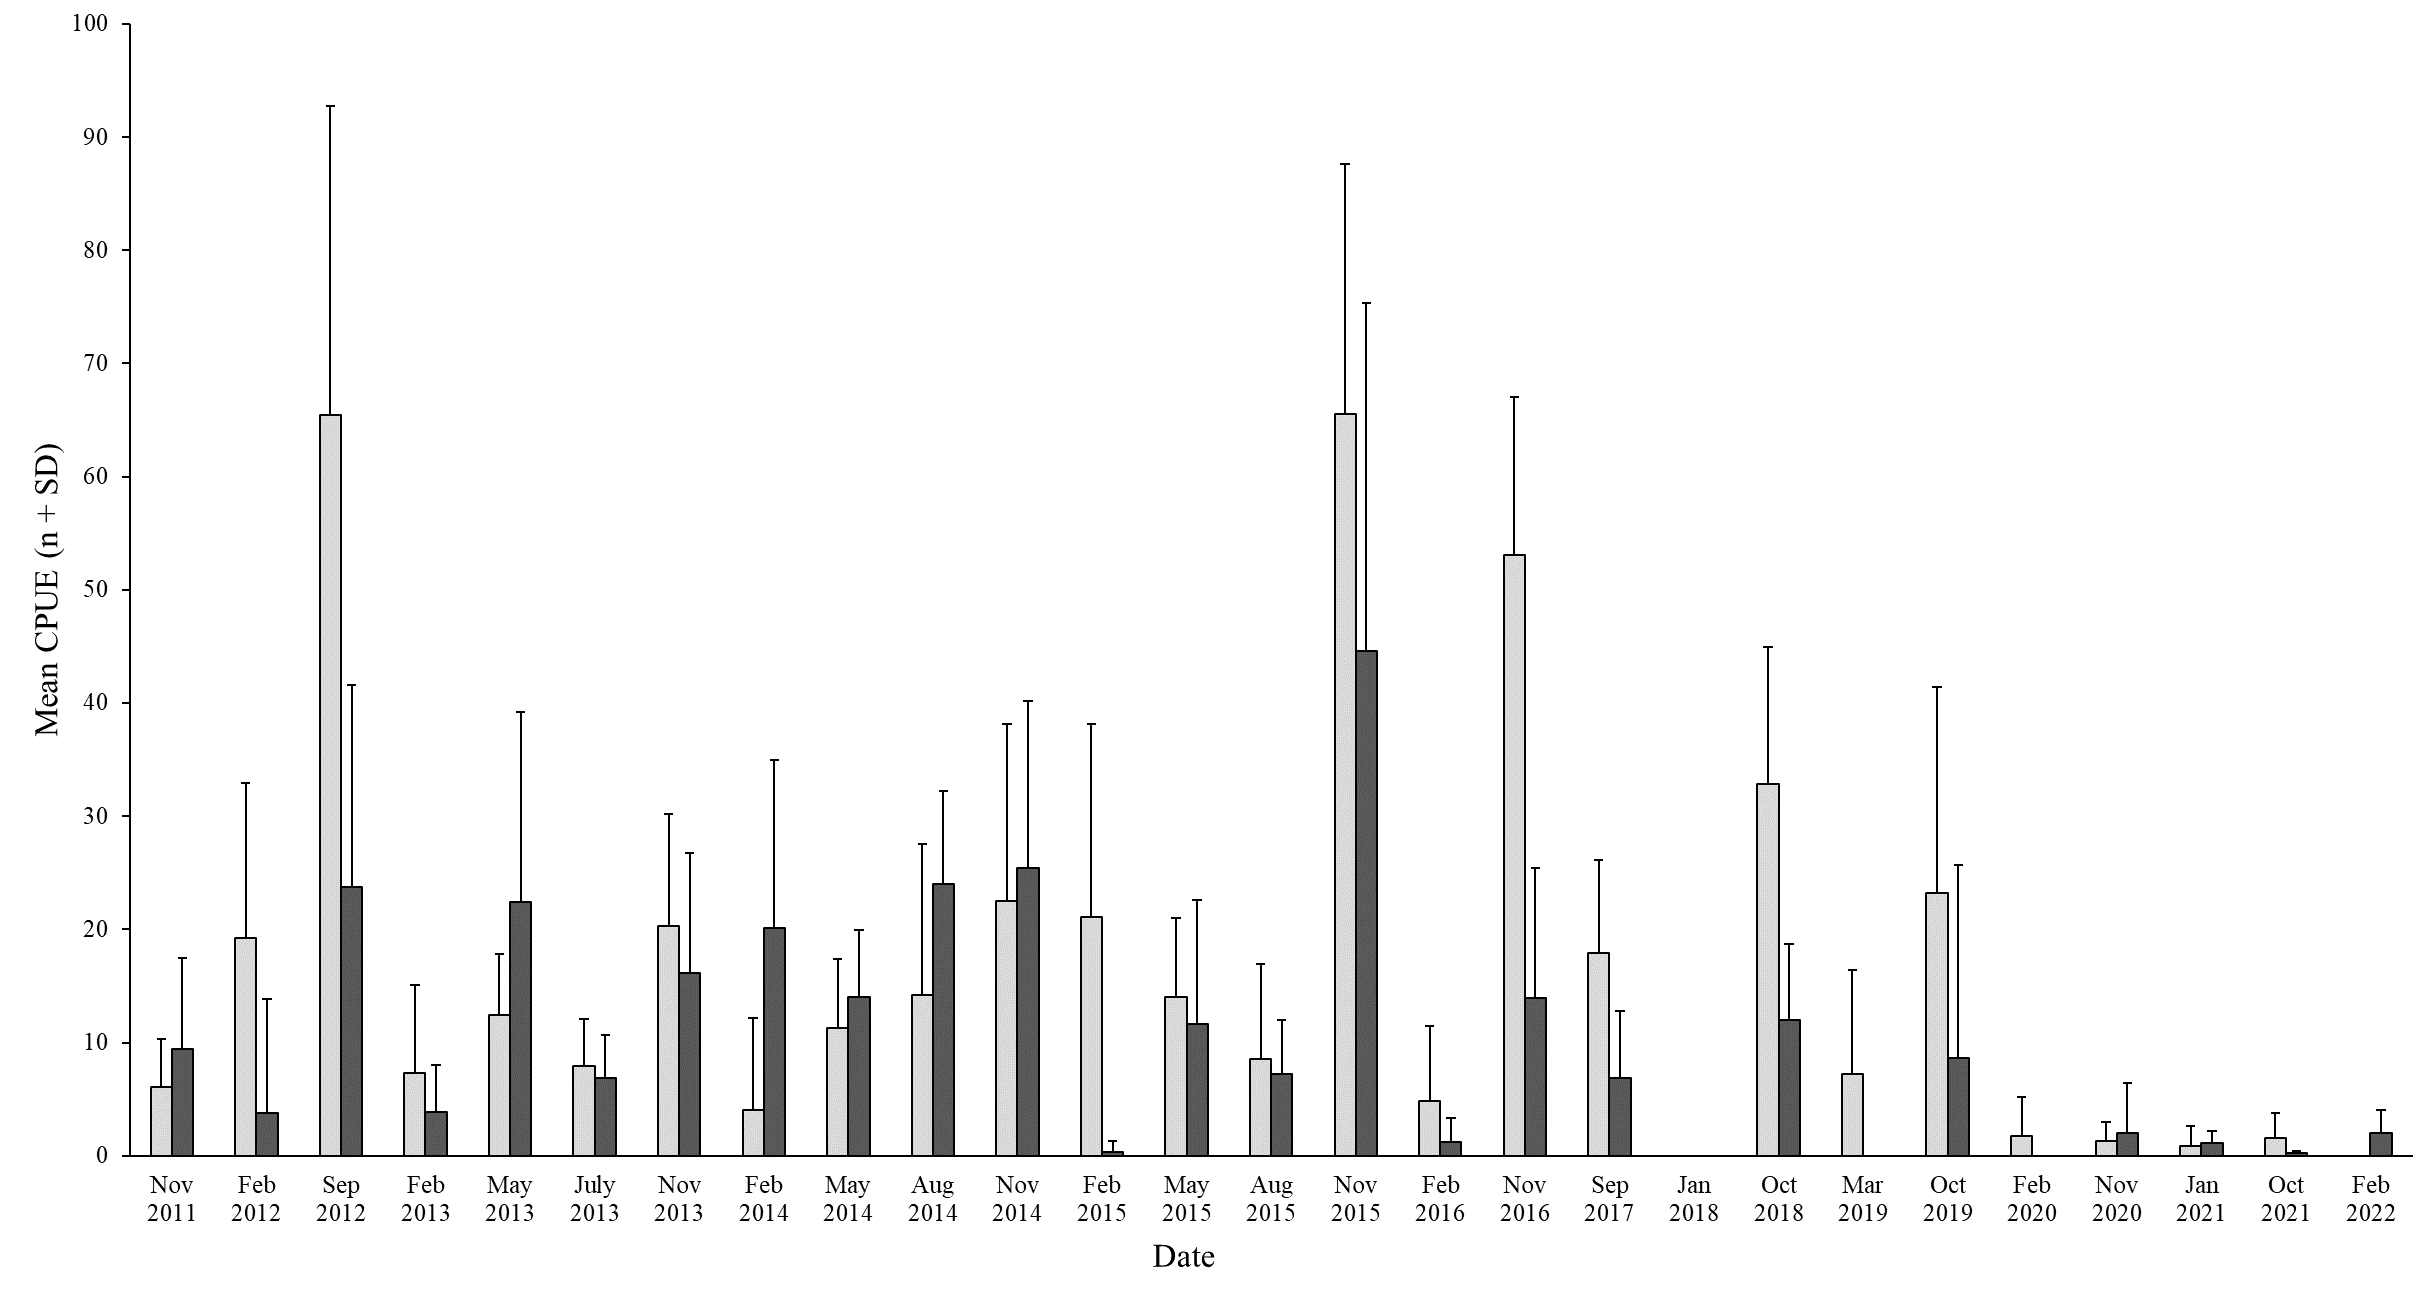 100
90
80
70
60
50
40
30
20
10
0
Mean CPUE (n + SD)
Nov Feb Sep Feb May July Nov Feb May Aug Nov Feb May Aug Nov Feb Nov Sep Jan Oct Mar Oct Feb Nov Jan Oct Feb
2011 2012 2012 2013 2013 2013 2013 2014 2014 2014 2014 2015 2015 2015 2015 2016 2016 2017 2018 2018 2019 2019 2020 2020 2021 2021 2022
Date